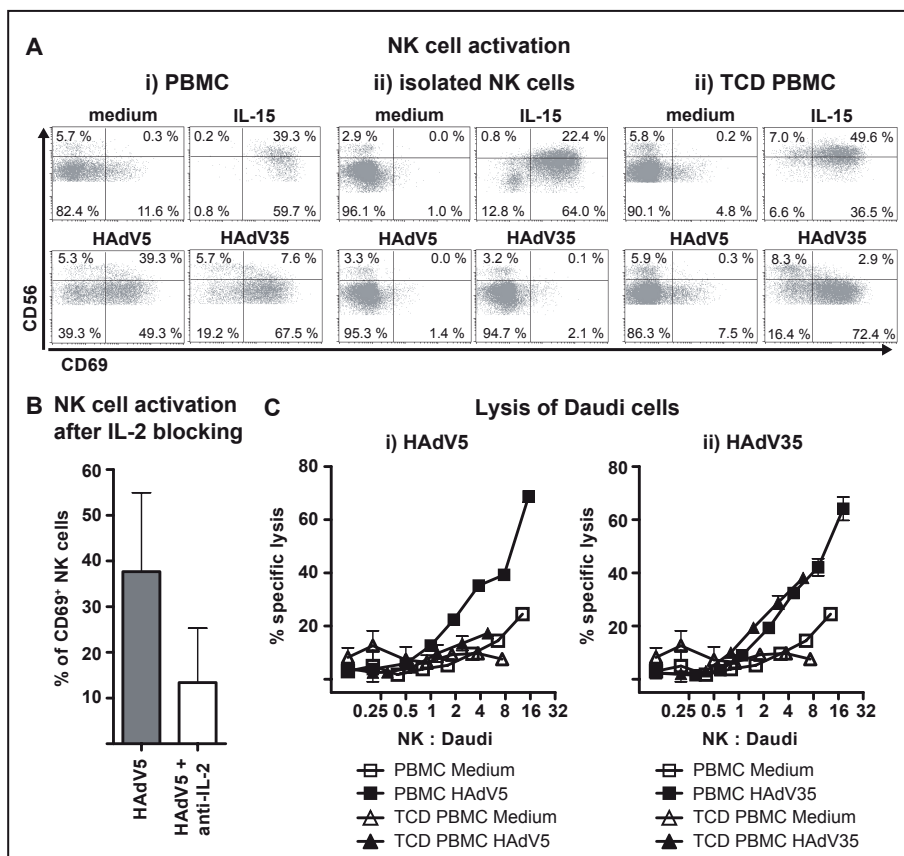 A
NK cell activation
i) PBMC
ii) isolated NK cells
ii) TCD PBMC
medium
IL-15
medium
IL-15
medium
IL-15
5.7 %
0.3 %
0.2 %
39.3 %
2.9 %
0.0 %
0.8 %
22.4 %
5.8 %
0.2 %
7.0 %
49.6 %
82.4 %
11.6 %
0.8 %
59.7 %
96.1 %
1.0 %
12.8 %
64.0 %
90.1 %
4.8 %
6.6 %
36.5 %
HAdV5
HAdV35
HAdV5
HAdV35
HAdV5
HAdV35
5.3 %
39.3 %
5.7 %
7.6 %
3.3 %
0.0 %
3.2 %
0.1 %
5.9 %
0.3 %
8.3 %
2.9 %
39.3 %
49.3 %
19.2 %
67.5 %
95.3 %
1.4 %
94.7 %
2.1 %
86.3 %
7.5 %
16.4 %
72.4 %
CD56
CD69
B
NK cell activation
after IL-2 blocking
% of CD69⁺ NK cells
60
50
40
30
20
10
HAdV5
HAdV5 +
anti-IL-2
C
Lysis of Daudi cells
i) HAdV5
% specific lysis
80
60
40
20
0.25 0.5 1 2 4 8 16 32
NK : Daudi
PBMC Medium
PBMC HAdV5
TCD PBMC Medium
TCD PBMC HAdV5
ii) HAdV35
% specific lysis
80
60
40
20
0.25 0.5 1 2 4 8 16 32
NK : Daudi
PBMC Medium
PBMC HAdV35
TCD PBMC Medium
TCD PBMC HAdV35